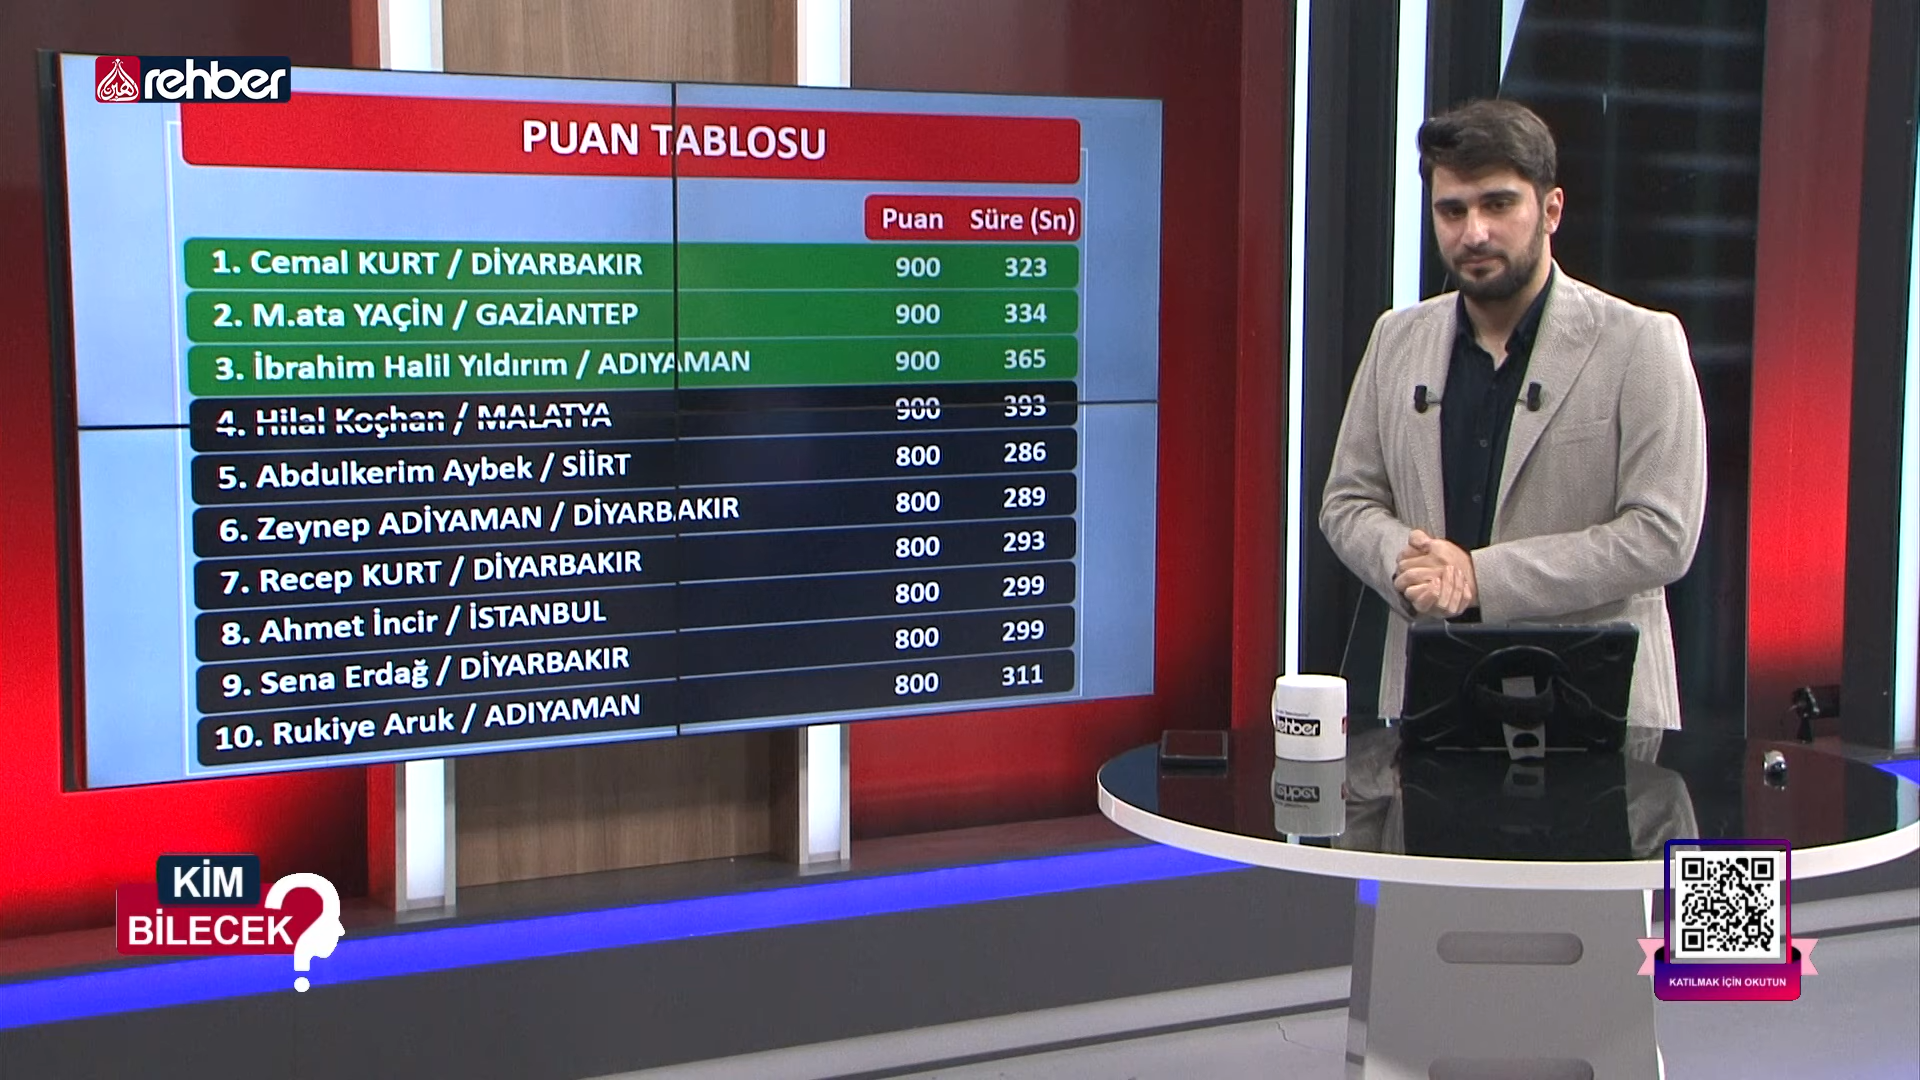 rehber
PUAN TABLOSU
Puan Süre (Sn)
1. Cemal KURT / DİYARBAKIR 900 323
2. M.ata YAÇİN / GAZİANTEP 900 334
3. İbrahim Halil Yıldırım / ADIYAMAN 900 365
4. Hilal Koçhan / MALATYA 900 393
5. Abdulkerim Aybek / SİİRT 800 286
6. Zeynep ADİYAMAN / DİYARBAKIR 800 289
7. Recep KURT / DİYARBAKIR 800 293
8. Ahmet İncir / İSTANBUL 800 299
9. Sena Erdağ / DİYARBAKIR 800 299
10. Rukiye Aruk / ADIYAMAN 800 311
rehber
KİM
BİLECEK?
KATILMAK İÇİN OKUTUN